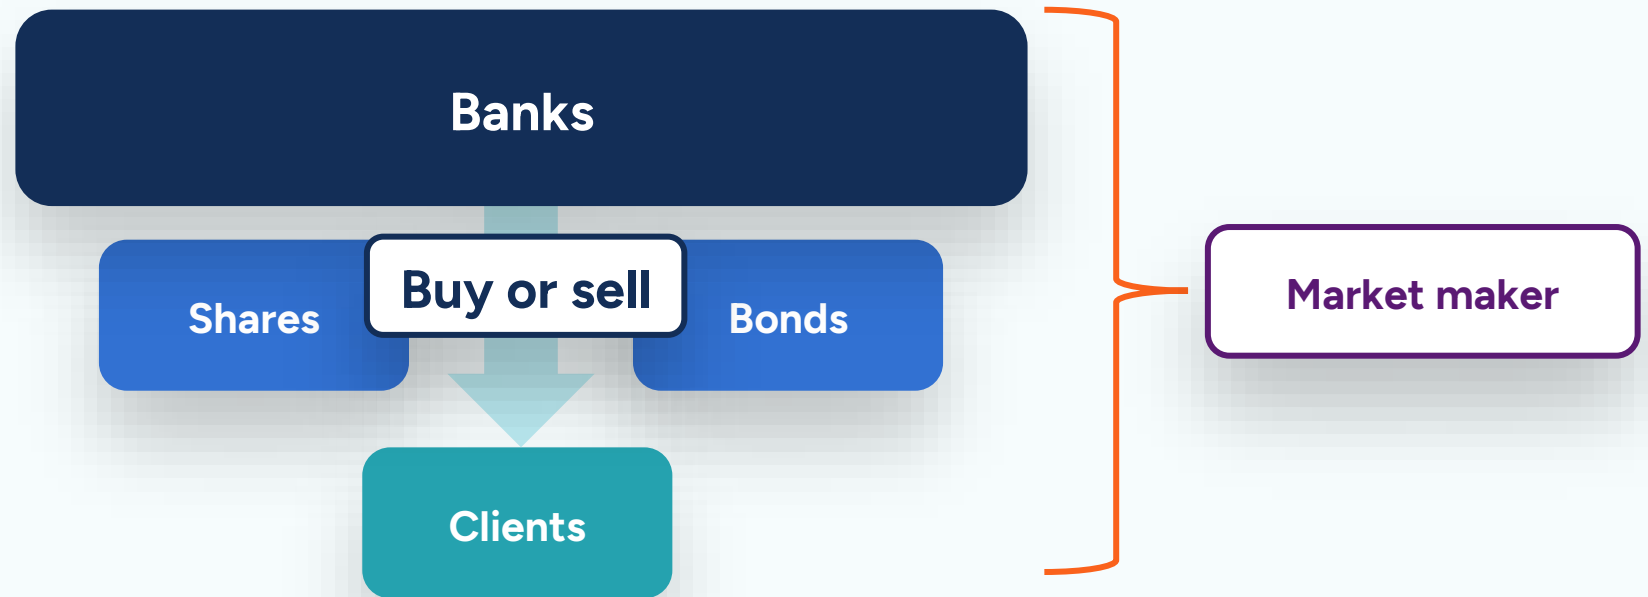 Banks
Shares
Buy or sell
Bonds
Clients
Market maker